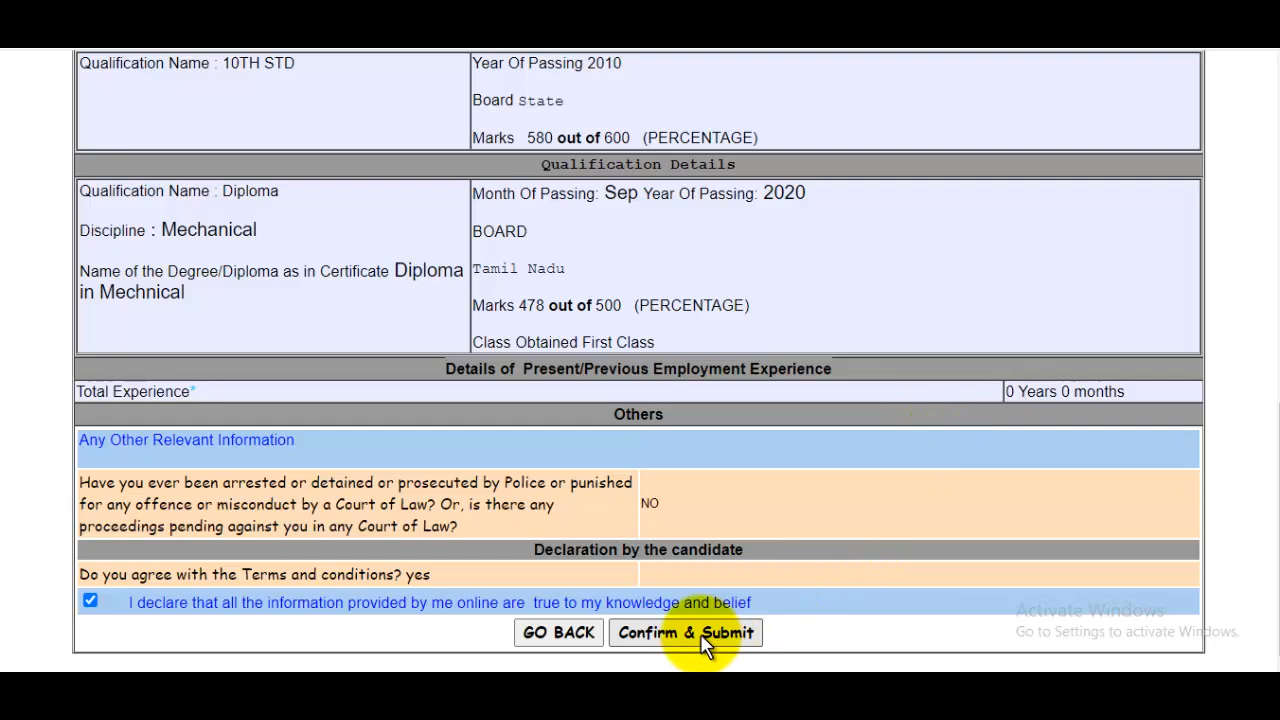 Qualification Name : 10TH STD
Year Of Passing 2010
Board State
Marks 580 out of 600 (PERCENTAGE)
Qualification Details
Qualification Name : Diploma
Discipline : Mechanical
Name of the Degree/Diploma as in Certificate Diploma
in Mechnical
Month Of Passing: Sep Year Of Passing: 2020
BOARD
Tamil Nadu
Marks 478 out of 500 (PERCENTAGE)
Class Obtained First Class
Details of Present/Previous Employment Experience
Total Experience* 0 Years 0 months
Others
Any Other Relevant Information
Have you ever been arrested or detained or prosecuted by Police or punished
for any offence or misconduct by a Court of Law? Or, is there any
proceedings pending against you in any Court of Law?
NO
Declaration by the candidate
Do you agree with the Terms and conditions? yes
I declare that all the information provided by me online are true to my knowledge and belief
GO BACK Confirm & Submit
Activate Windows
Go to Settings to activate Windows.